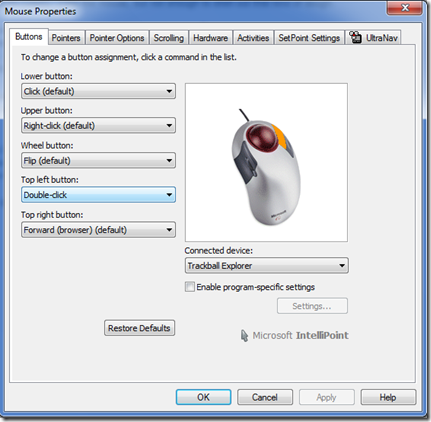 Mouse Properties
Buttons Pointers Pointer Options Scrolling Hardware Activities SetPoint Settings UltraNav
To change a button assignment, click a command in the list.
Lower button:
Click (default)
Upper button:
Right-click (default)
Wheel button:
Flip (default)
Top left button:
Double-click
Top right button:
Forward (browser) (default)
Connected device:
Trackball Explorer
Enable program-specific settings
Settings...
Restore Defaults
Microsoft IntelliPoint
OK Cancel Apply Help